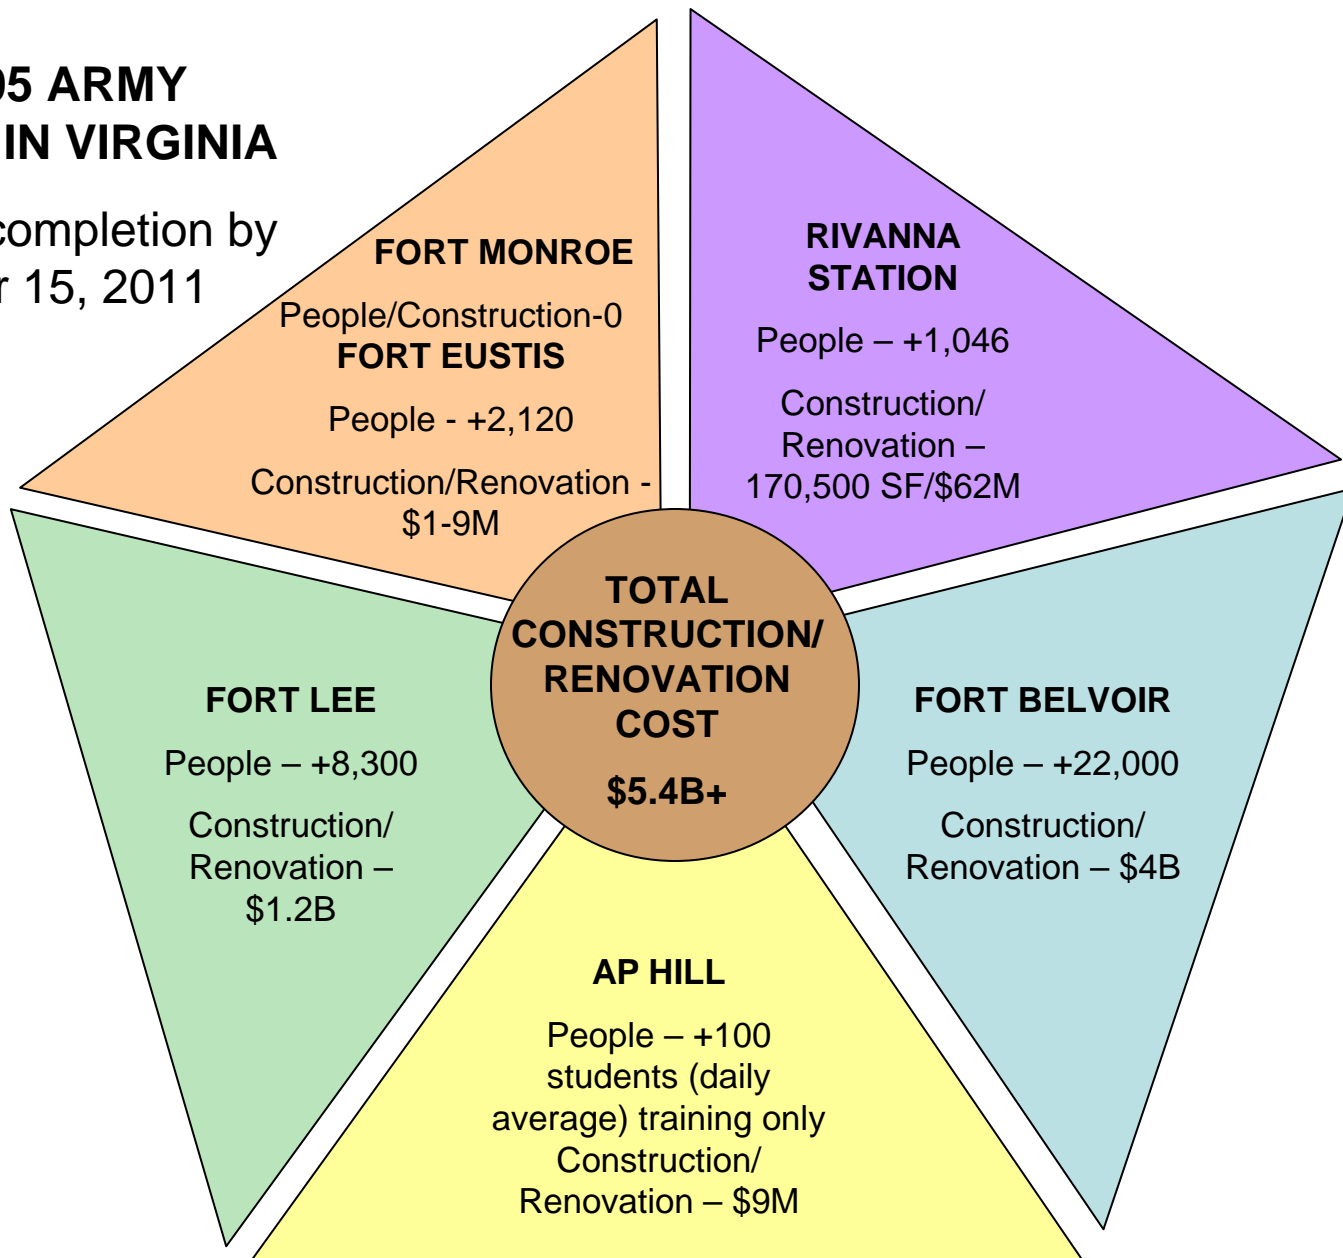 05 ARMY
IN VIRGINIA
completion by
r 15, 2011
FORT MONROE
People/Construction-0
FORT EUSTIS
People - +2,120
Construction/Renovation -
$1-9M
RIVANNA
STATION
People – +1,046
Construction/
Renovation –
170,500 SF/$62M
TOTAL
CONSTRUCTION/
RENOVATION
COST
$5.4B+
FORT LEE
People – +8,300
Construction/
Renovation –
$1.2B
FORT BELVOIR
People – +22,000
Construction/
Renovation – $4B
AP HILL
People – +100
students (daily
average) training only
Construction/
Renovation – $9M